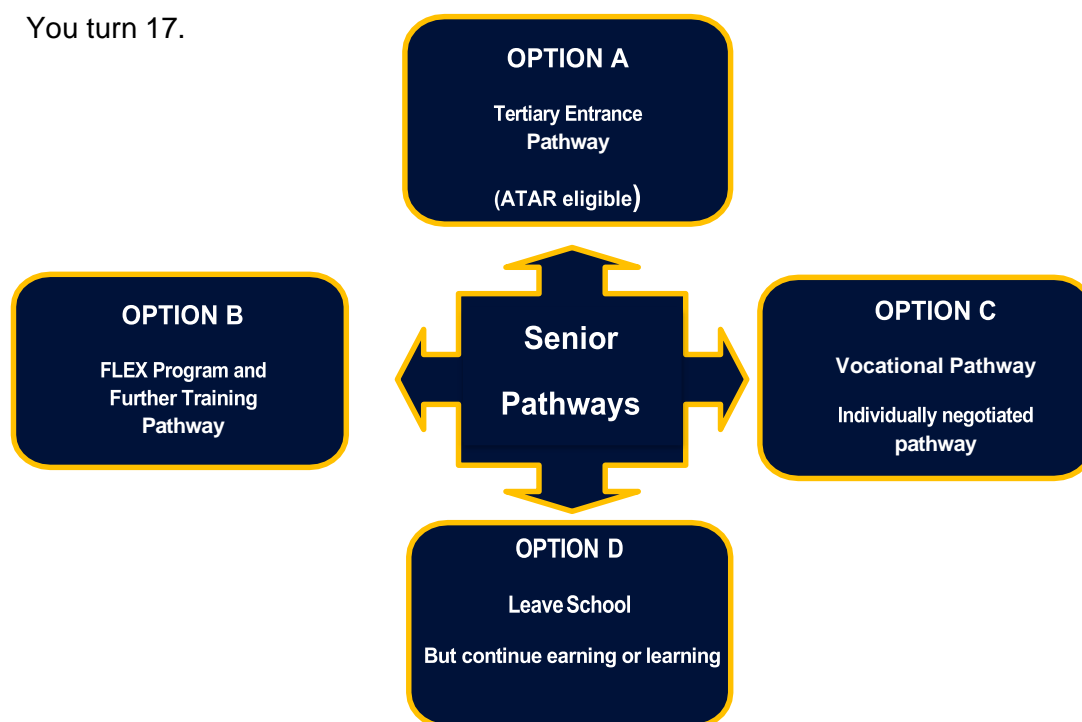 You turn 17.
OPTION A
Tertiary Entrance
Pathway
(ATAR eligible)
OPTION B
FLEX Program and
Further Training
Pathway
Senior
Pathways
OPTION C
Vocational Pathway
Individually negotiated
pathway
OPTION D
Leave School
But continue earning or learning